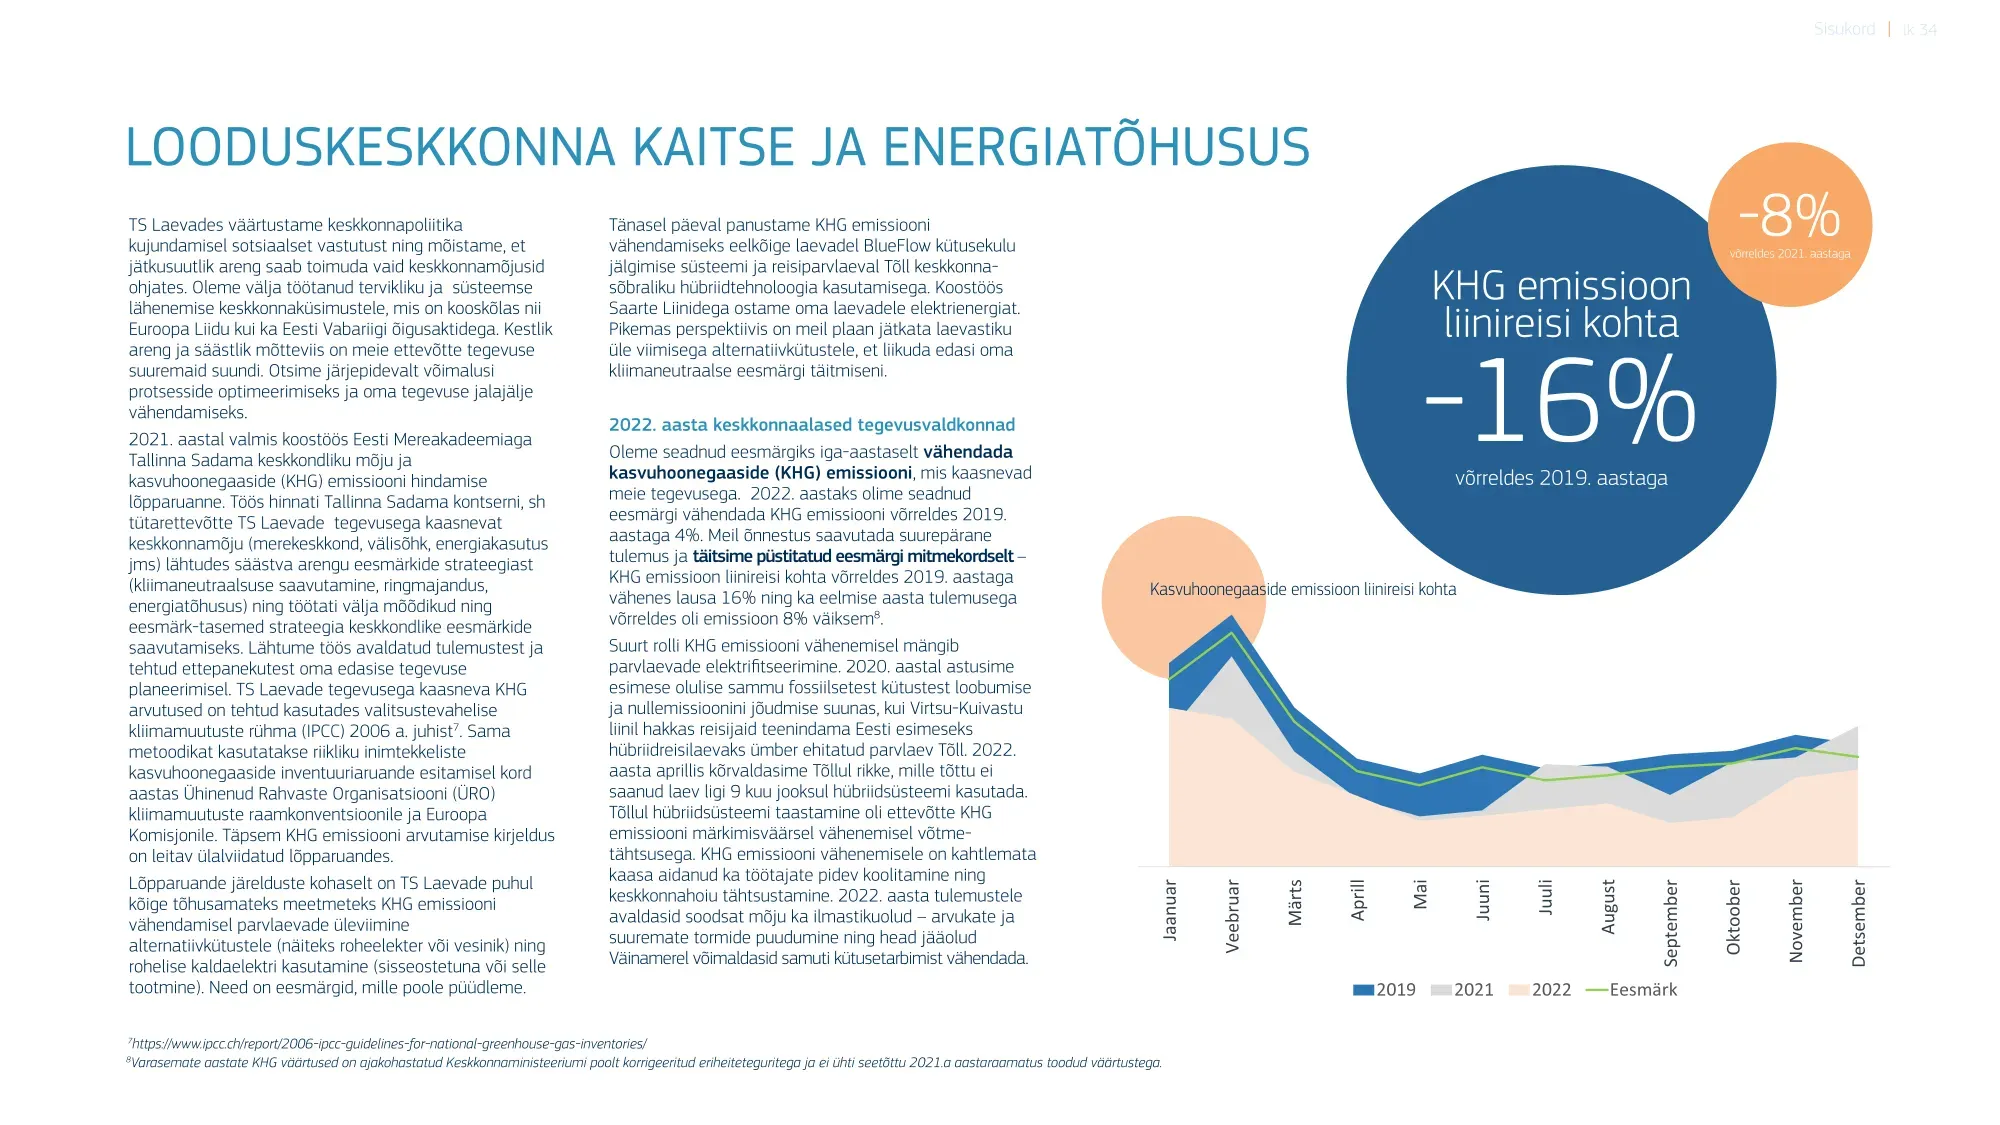 Sisukord | lk 34
LOODUSKESKKONNA KAITSE JA ENERGIATÕHUSUS
TS Laevades väärtustame keskkonnapoliitika
kujundamisel sotsiaalset vastutust ning mõistame, et
jätkusuutlik areng saab toimuda vaid keskkonnamõjusid
ohjates. Oleme välja töötanud tervikliku ja  süsteemse
lähenemise keskkonnaküsimustele, mis on kooskõlas nii
Euroopa Liidu kui ka Eesti Vabariigi õigusaktidega. Kestlik
areng ja säästlik mõtteviis on meie ettevõtte tegevuse
suuremaid suundi. Otsime järjepidevalt võimalusi
protsesside optimeerimiseks ja oma tegevuse jalajälje
vähendamiseks.
2021. aastal valmis koostöös Eesti Mereakadeemiaga
Tallinna Sadama keskkondliku mõju ja
kasvuhoonegaaside (KHG) emissiooni hindamise
lõpparuanne. Töös hinnati Tallinna Sadama kontserni, sh
tütarettevõtte TS Laevade  tegevusega kaasnevat
keskkonnamõju (merekeskkond, välisõhk, energiakasutus
jms) lähtudes säästva arengu eesmärkide strateegiast
(kliimaneutraalsuse saavutamine, ringmajandus,
energiatõhusus) ning töötati välja mõõdikud ning
eesmärk-tasemed strateegia keskkondlike eesmärkide
saavutamiseks. Lähtume töös avaldatud tulemustest ja
tehtud ettepanekutest oma edasise tegevuse
planeerimisel. TS Laevade tegevusega kaasneva KHG
arvutused on tehtud kasutades valitsustevahelise
kliimamuutuste rühma (IPCC) 2006 a. juhist⁷. Sama
metoodikat kasutatakse riikliku inimtekkeliste
kasvuhoonegaaside inventuuriaruande esitamisel kord
aastas Ühinenud Rahvaste Organisatsiooni (ÜRO)
kliimamuutuste raamkonventsioonile ja Euroopa
Komisjonile. Täpsem KHG emissiooni arvutamise kirjeldus
on leitav ülalviidatud lõpparuandes.
Lõpparuande järelduste kohaselt on TS Laevade puhul
kõige tõhusamateks meetmeteks KHG emissiooni
vähendamisel parvlaevade üleviimine
alternatiivkütustele (näiteks roheelekter või vesinik) ning
rohelise kaldaelektri kasutamine (sisseostetuna või selle
tootmine). Need on eesmärgid, mille poole püüdleme.
Tänasel päeval panustame KHG emissiooni
vähendamiseks eelkõige laevadel BlueFlow kütusekulu
jälgimise süsteemi ja reisiparvlaeval Tõll keskkonna-
sõbraliku hübriidtehnoloogia kasutamisega. Koostöös
Saarte Liinidega ostame oma laevadele elektrienergiat.
Pikemas perspektiivis on meil plaan jätkata laevastiku
üle viimisega alternatiivkütustele, et liikuda edasi oma
kliimaneutraalse eesmärgi täitmiseni.
2022. aasta keskkonnaalased tegevusvaldkonnad
Oleme seadnud eesmärgiks iga-aastaselt vähendada
kasvuhoonegaaside (KHG) emissiooni, mis kaasnevad
meie tegevusega.  2022. aastaks olime seadnud
eesmärgi vähendada KHG emissiooni võrreldes 2019.
aastaga 4%. Meil õnnestus saavutada suurepärane
tulemus ja täitsime püstitatud eesmärgi mitmekordselt –
KHG emissioon liinireisi kohta võrreldes 2019. aastaga
vähenes lausa 16% ning ka eelmise aasta tulemusega
võrreldes oli emissioon 8% väiksem⁸.
Suurt rolli KHG emissiooni vähenemisel mängib
parvlaevade elektrifitseerimine. 2020. aastal astusime
esimese olulise sammu fossiilsetest kütustest loobumise
ja nullemissioonini jõudmise suunas, kui Virtsu-Kuivastu
liinil hakkas reisijaid teenindama Eesti esimeseks
hübriidreisilaevaks ümber ehitatud parvlaev Tõll. 2022.
aasta aprillis kõrvaldasime Tõllul rikke, mille tõttu ei
saanud laev ligi 9 kuu jooksul hübriidsüsteemi kasutada.
Tõllul hübriidsüsteemi taastamine oli ettevõtte KHG
emissiooni märkimisväärsel vähenemisel võtme-
tähtsusega. KHG emissiooni vähenemisele on kahtlemata
kaasa aidanud ka töötajate pidev koolitamine ning
keskkonnahoiu tähtsustamine. 2022. aasta tulemustele
avaldasid soodsat mõju ka ilmastikuolud – arvukate ja
suuremate tormide puudumine ning head jääolud
Väinamerel võimaldasid samuti kütusetarbimist vähendada.
-8%
võrreldes 2021. aastaga
KHG emissioon
liinireisi kohta
-16%
võrreldes 2019. aastaga
Kasvuhoonegaaside emissioon liinireisi kohta
Jaanuar
Veebruar
Märts
Aprill
Mai
Juuni
Juuli
August
September
Oktoober
November
Detsember
2019 2021 2022 Eesmärk
⁷https://www.ipcc.ch/report/2006-ipcc-guidelines-for-national-greenhouse-gas-inventories/
⁸Varasemate aastate KHG väärtused on ajakohastatud Keskkonnaministeeriumi poolt korrigeeritud eriheiteteguritega ja ei ühti seetõttu 2021.a aastaraamatus toodud väärtustega.